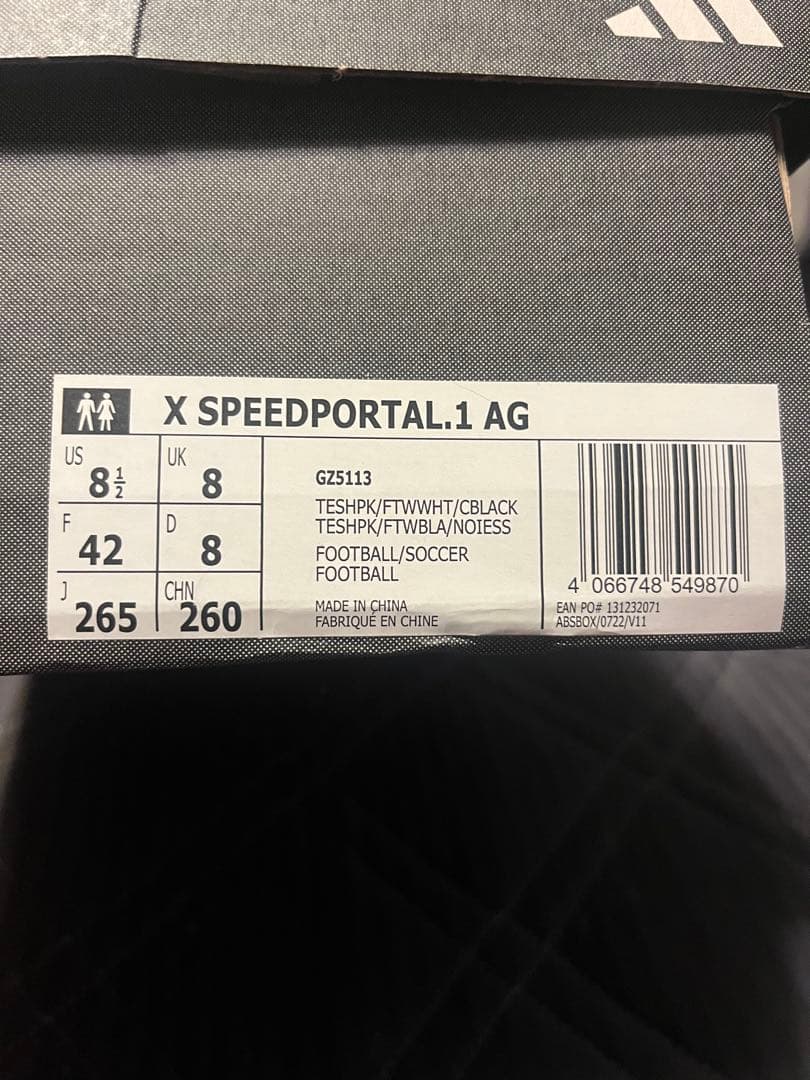 X SPEEDPORTAL.1 AG
US 8½
UK 8
F 42
D 8
J 265
CHN 260
GZ5113
TESHPK/FTWWHT/CBLACK
TESHPK/FTWBLA/NOIESS
FOOTBALL/SOCCER
FOOTBALL
MADE IN CHINA
FABRIQUÉ EN CHINE
4 066748 549870
EAN PO# 131232071
ABSBOX/0722/V11